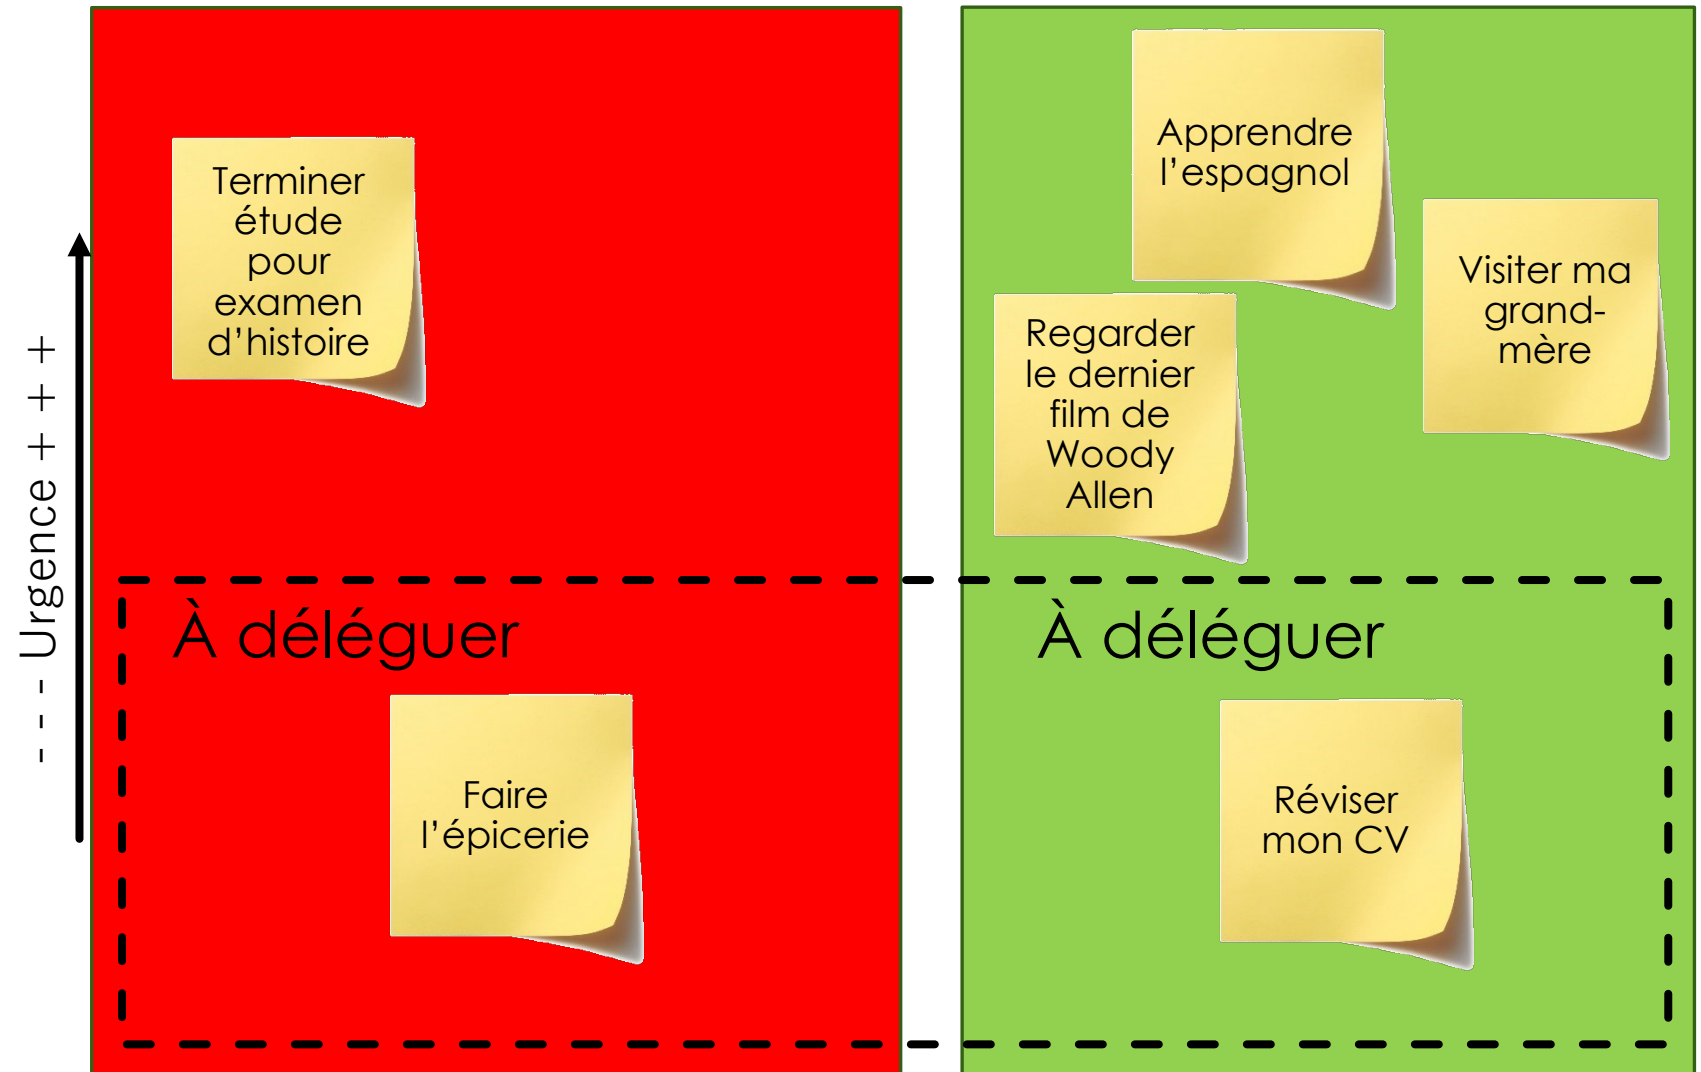 - - - Urgence + + +
Terminer
étude
pour
examen
d’histoire
Apprendre
l’espagnol
Visiter ma
grand-
mère
Regarder
le dernier
film de
Woody
Allen
À déléguer
À déléguer
Faire
l’épicerie
Réviser
mon CV